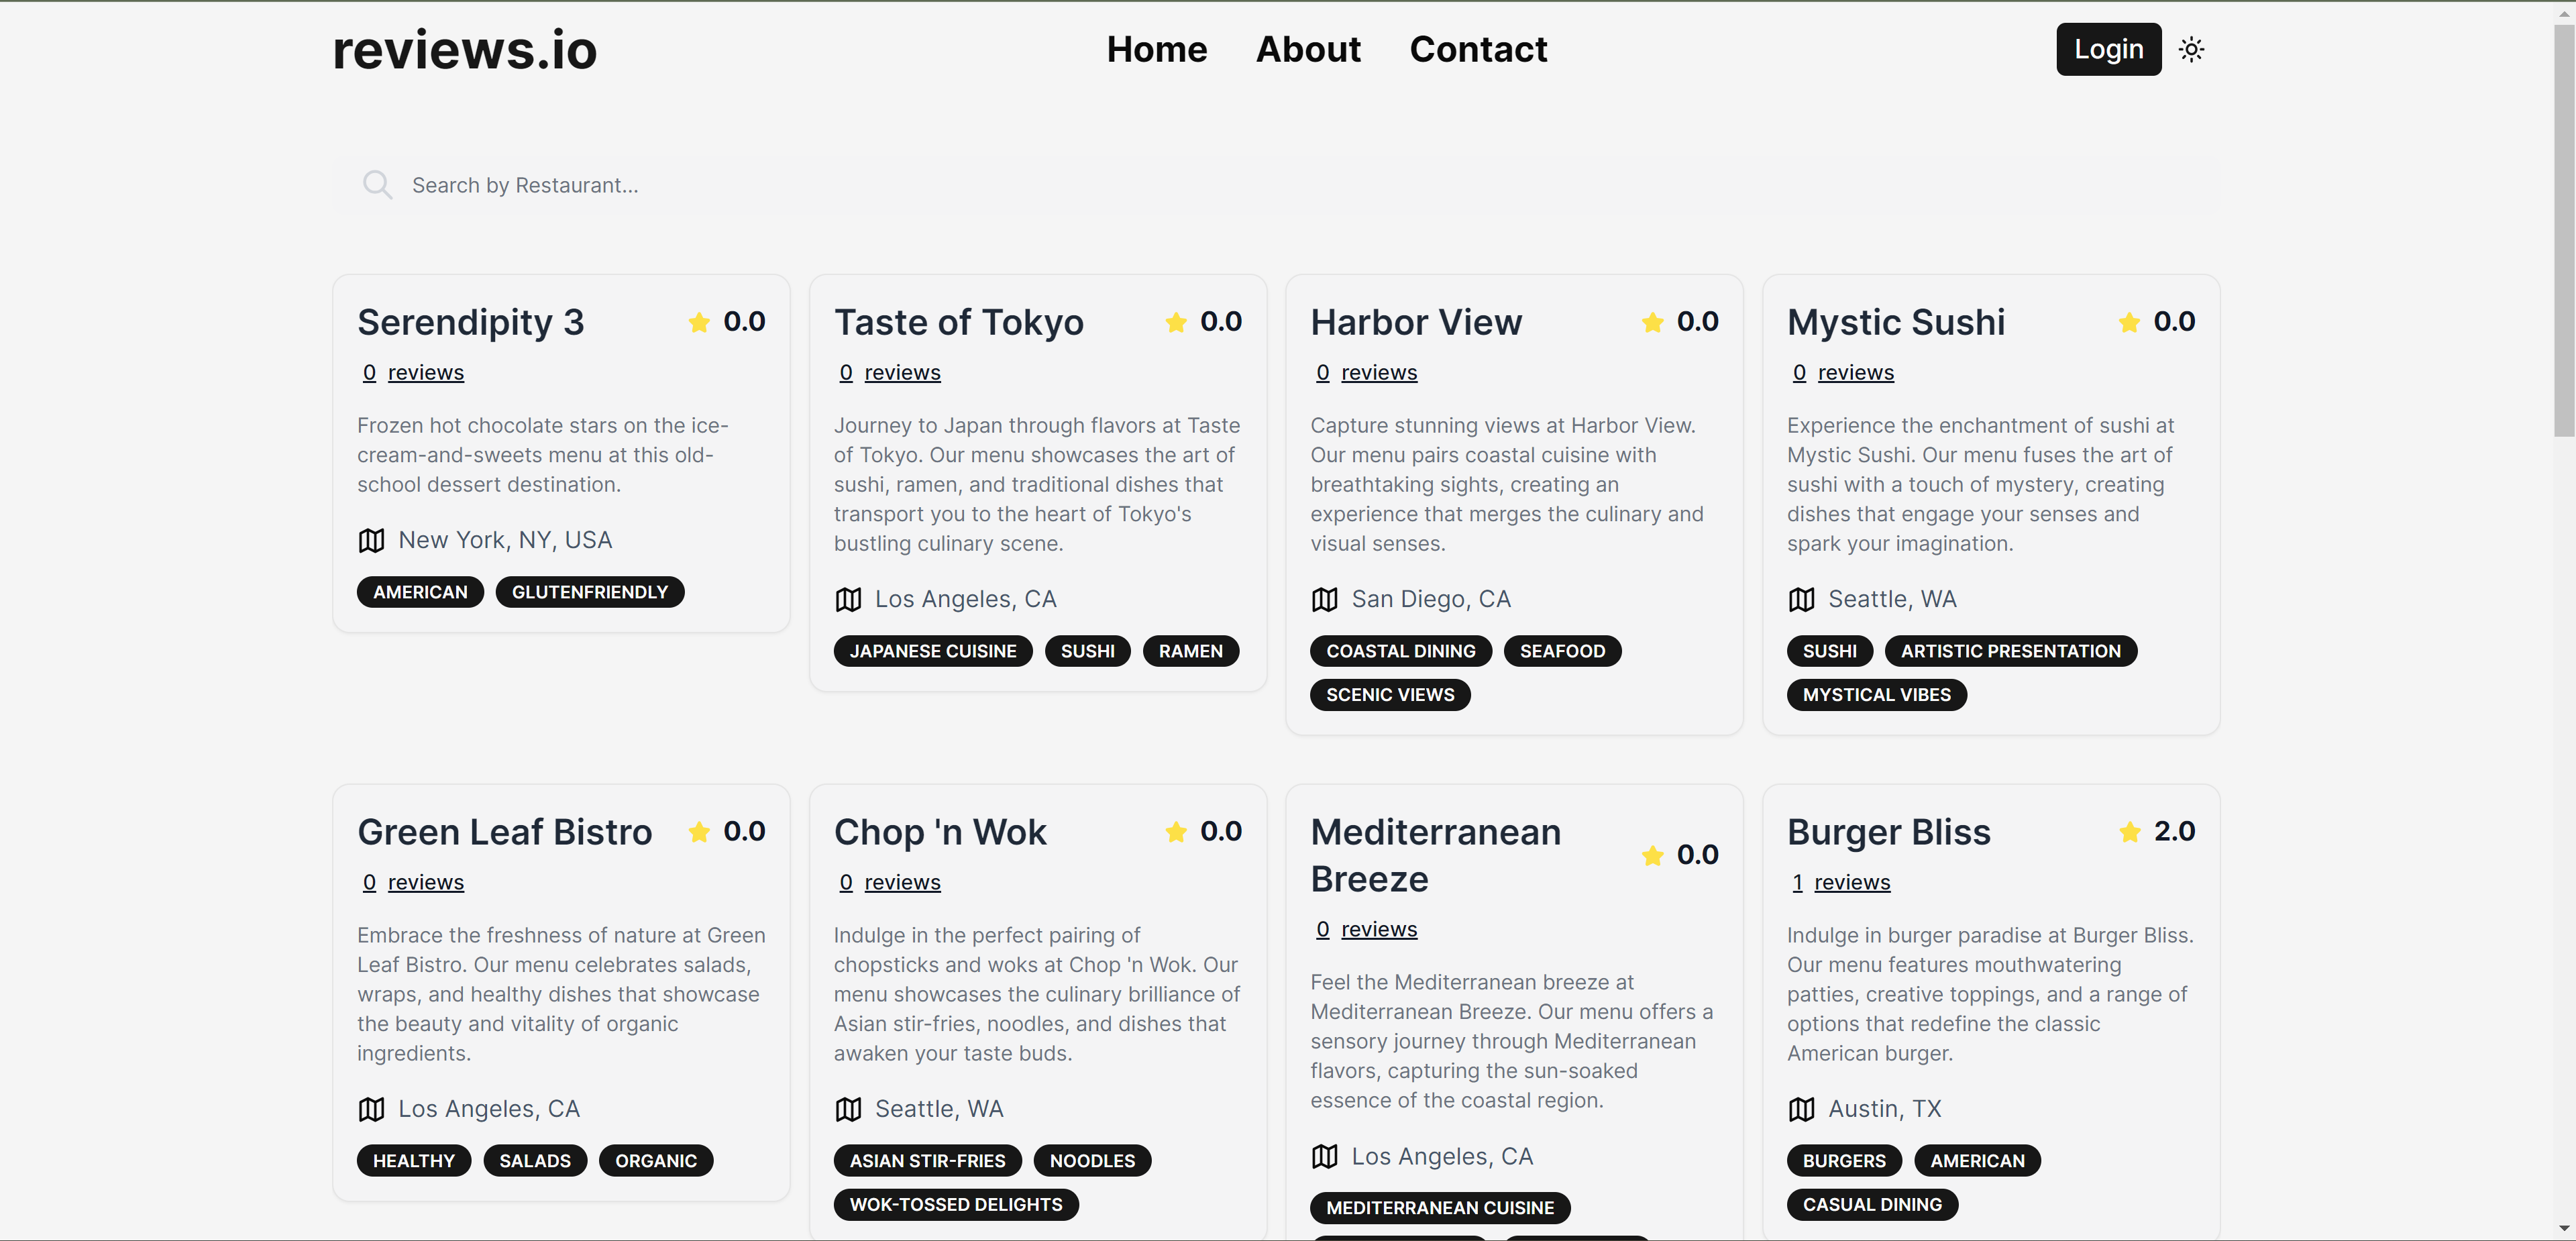 reviews.io
Home About Contact
Login
Search by Restaurant...
Serendipity 3 0.0
0 reviews
Frozen hot chocolate stars on the ice-
cream-and-sweets menu at this old-
school dessert destination.
New York, NY, USA
AMERICAN GLUTENFRIENDLY
Taste of Tokyo 0.0
0 reviews
Journey to Japan through flavors at Taste
of Tokyo. Our menu showcases the art of
sushi, ramen, and traditional dishes that
transport you to the heart of Tokyo's
bustling culinary scene.
Los Angeles, CA
JAPANESE CUISINE SUSHI RAMEN
Harbor View 0.0
0 reviews
Capture stunning views at Harbor View.
Our menu pairs coastal cuisine with
breathtaking sights, creating an
experience that merges the culinary and
visual senses.
San Diego, CA
COASTAL DINING SEAFOOD
SCENIC VIEWS
Mystic Sushi 0.0
0 reviews
Experience the enchantment of sushi at
Mystic Sushi. Our menu fuses the art of
sushi with a touch of mystery, creating
dishes that engage your senses and
spark your imagination.
Seattle, WA
SUSHI ARTISTIC PRESENTATION
MYSTICAL VIBES
Green Leaf Bistro 0.0
0 reviews
Embrace the freshness of nature at Green
Leaf Bistro. Our menu celebrates salads,
wraps, and healthy dishes that showcase
the beauty and vitality of organic
ingredients.
Los Angeles, CA
HEALTHY SALADS ORGANIC
Chop 'n Wok 0.0
0 reviews
Indulge in the perfect pairing of
chopsticks and woks at Chop 'n Wok. Our
menu showcases the culinary brilliance of
Asian stir-fries, noodles, and dishes that
awaken your taste buds.
Seattle, WA
ASIAN STIR-FRIES NOODLES
WOK-TOSSED DELIGHTS
Mediterranean
Breeze 0.0
0 reviews
Feel the Mediterranean breeze at
Mediterranean Breeze. Our menu offers a
sensory journey through Mediterranean
flavors, capturing the sun-soaked
essence of the coastal region.
Los Angeles, CA
MEDITERRANEAN CUISINE
Burger Bliss 2.0
1 reviews
Indulge in burger paradise at Burger Bliss.
Our menu features mouthwatering
patties, creative toppings, and a range of
options that redefine the classic
American burger.
Austin, TX
BURGERS AMERICAN
CASUAL DINING